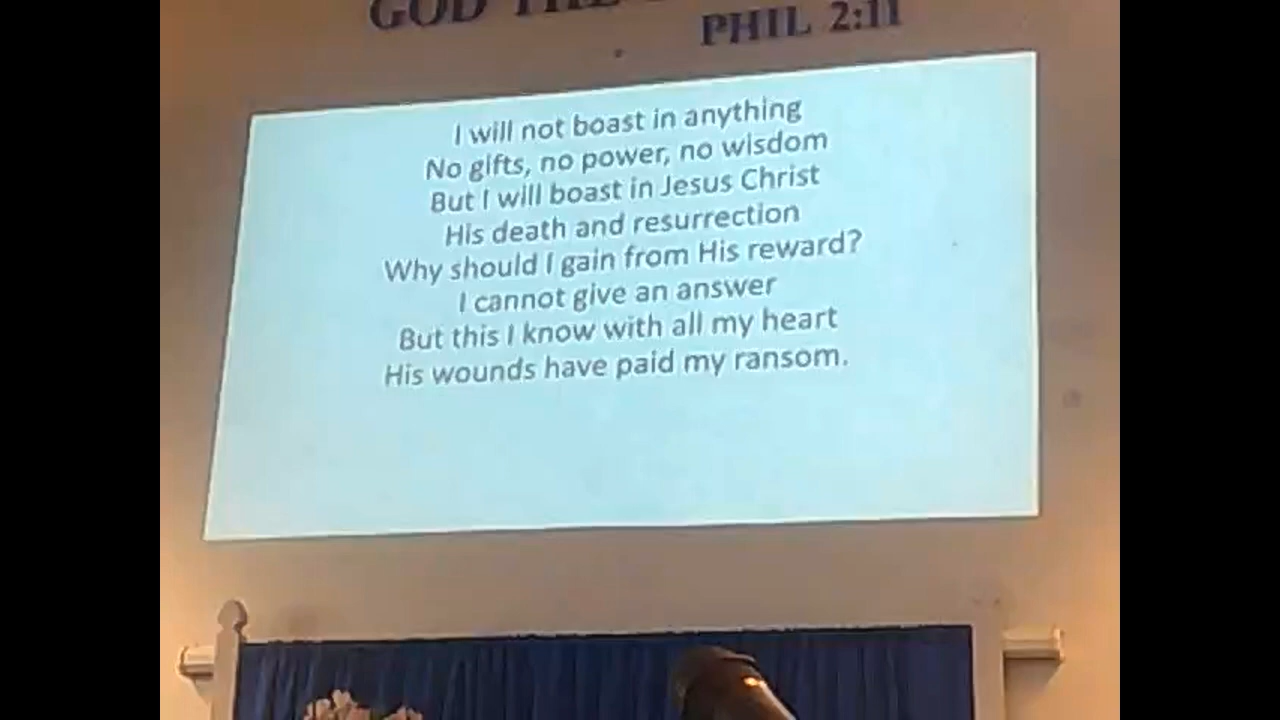 GOD THE
PHIL 2:11
I will not boast in anything
No gifts, no power, no wisdom
But I will boast in Jesus Christ
His death and resurrection
Why should I gain from His reward?
I cannot give an answer
But this I know with all my heart
His wounds have paid my ransom.